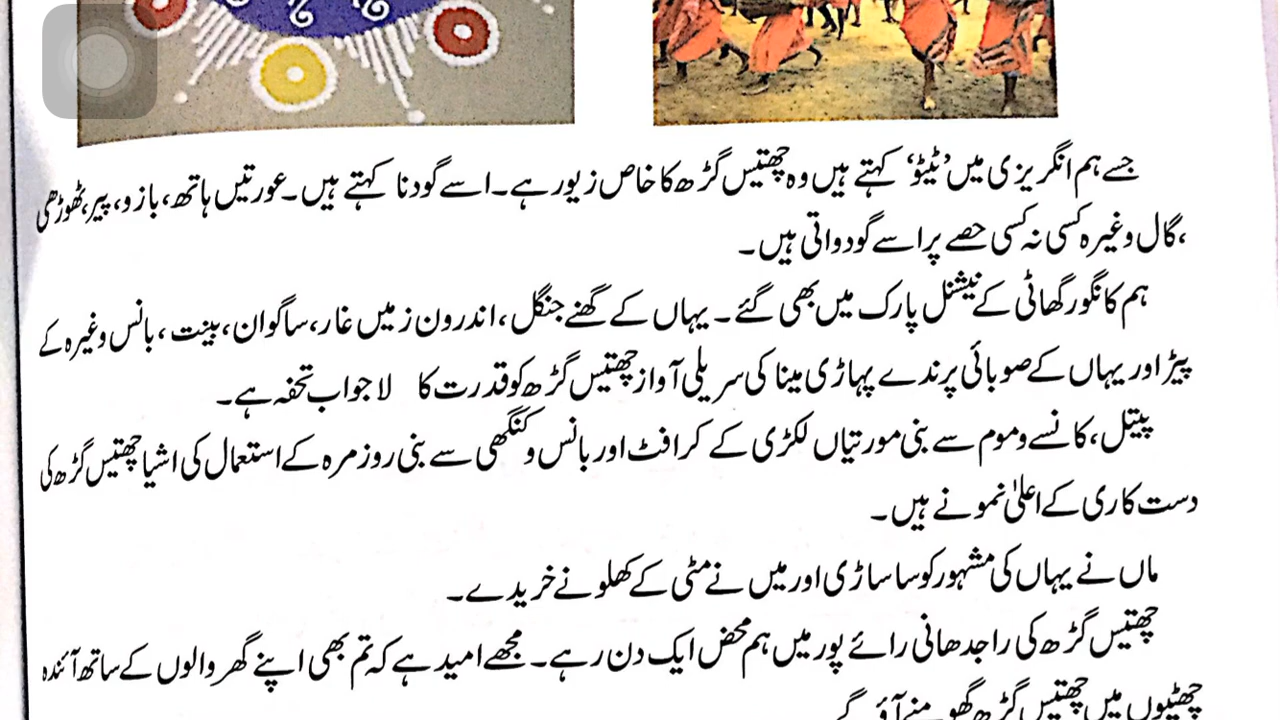 جسے ہم انگریزی میں ’ٹیٹو‘ کہتے ہیں وہ چھتیس گڑھ کا خاص زیور ہے۔ اسے گودنا کہتے ہیں۔ عورتیں ہاتھ، بازو، پیر، ٹھوڑھی
،گال وغیرہ کسی نہ کسی حصے پر اسے گودواتی ہیں۔
ہم کانگور گھاٹی کے نیشنل پارک میں بھی گئے۔ یہاں کے گھنے جنگل، اندرون زمیں غار، ساگوان، بینت، بانس وغیرہ کے
پیڑ اور یہاں کے صوبائی پرندے پہاڑی مینا کی سریلی آواز چھتیس گڑھ کو قدرت کا لا جواب تحفہ ہے۔
پیتل، کانسے و موم سے بنی مورتیاں لکڑی کے کرافٹ اور بانس و کنگھی سے بنی روزمرہ کے استعمال کی اشیا چھتیس گڑھ کی
دست کاری کے اعلیٰ نمونے ہیں۔
ماں نے یہاں کی مشہور کوسا ساڑی اور میں نے مٹی کے کھلونے خریدے۔
چھتیس گڑھ کی راجدھانی رائے پور میں ہم محض ایک دن رہے۔ مجھے امید ہے کہ تم بھی اپنے گھر والوں کے ساتھ آئندہ
چھٹیوں میں چھتیس گڑھ گھومنے آؤ گے